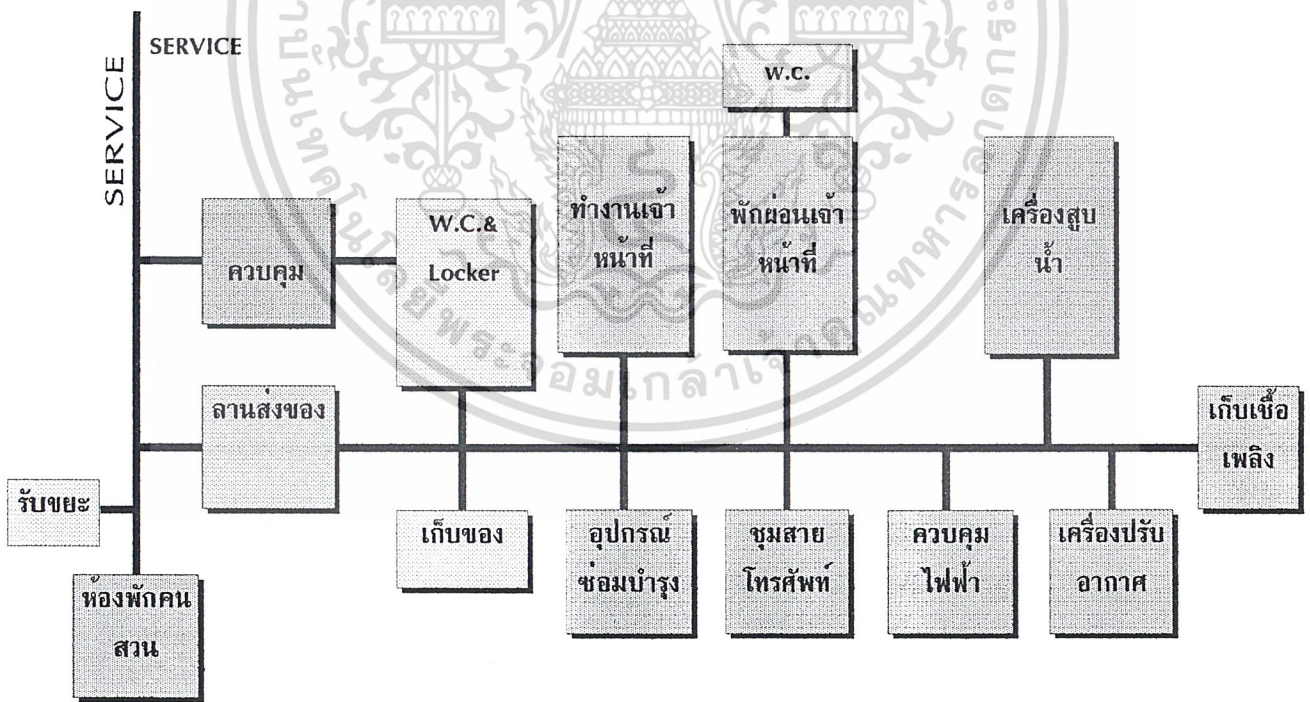 SERVICE
SERVICE
w.c.
ควบคุม
W.C.&
Locker
ทำงานเจ้า
หน้าที่
พักผ่อนเจ้า
หน้าที่
เครื่องสูบ
น้ำ
ลานส่งของ
เก็บเชื้อ
เพลิง
รับขยะ
เก็บของ
อุปกรณ์
ซ่อมบำรุง
ชุมสาย
โทรศัพท์
ควบคุม
ไฟฟ้า
เครื่องปรับ
อากาศ
ห้องพักคน
สวน